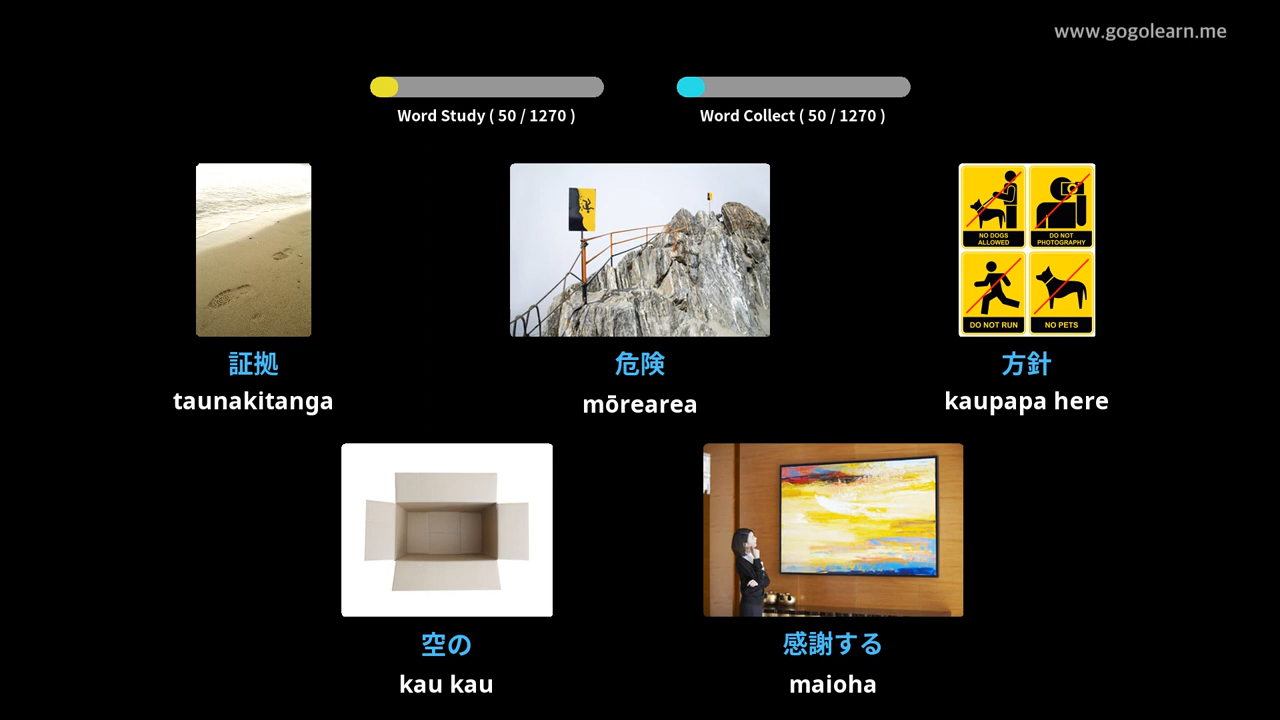 www.gogolearn.me
Word Study ( 50 / 1270 )
Word Collect ( 50 / 1270 )
NO DOGS
ALLOWED
DO NOT
PHOTOGRAPHY
DO NOT RUN
NO PETS
証拠
taunakitanga
危険
mōrearea
方針
kaupapa here
空の
kau kau
感謝する
maioha